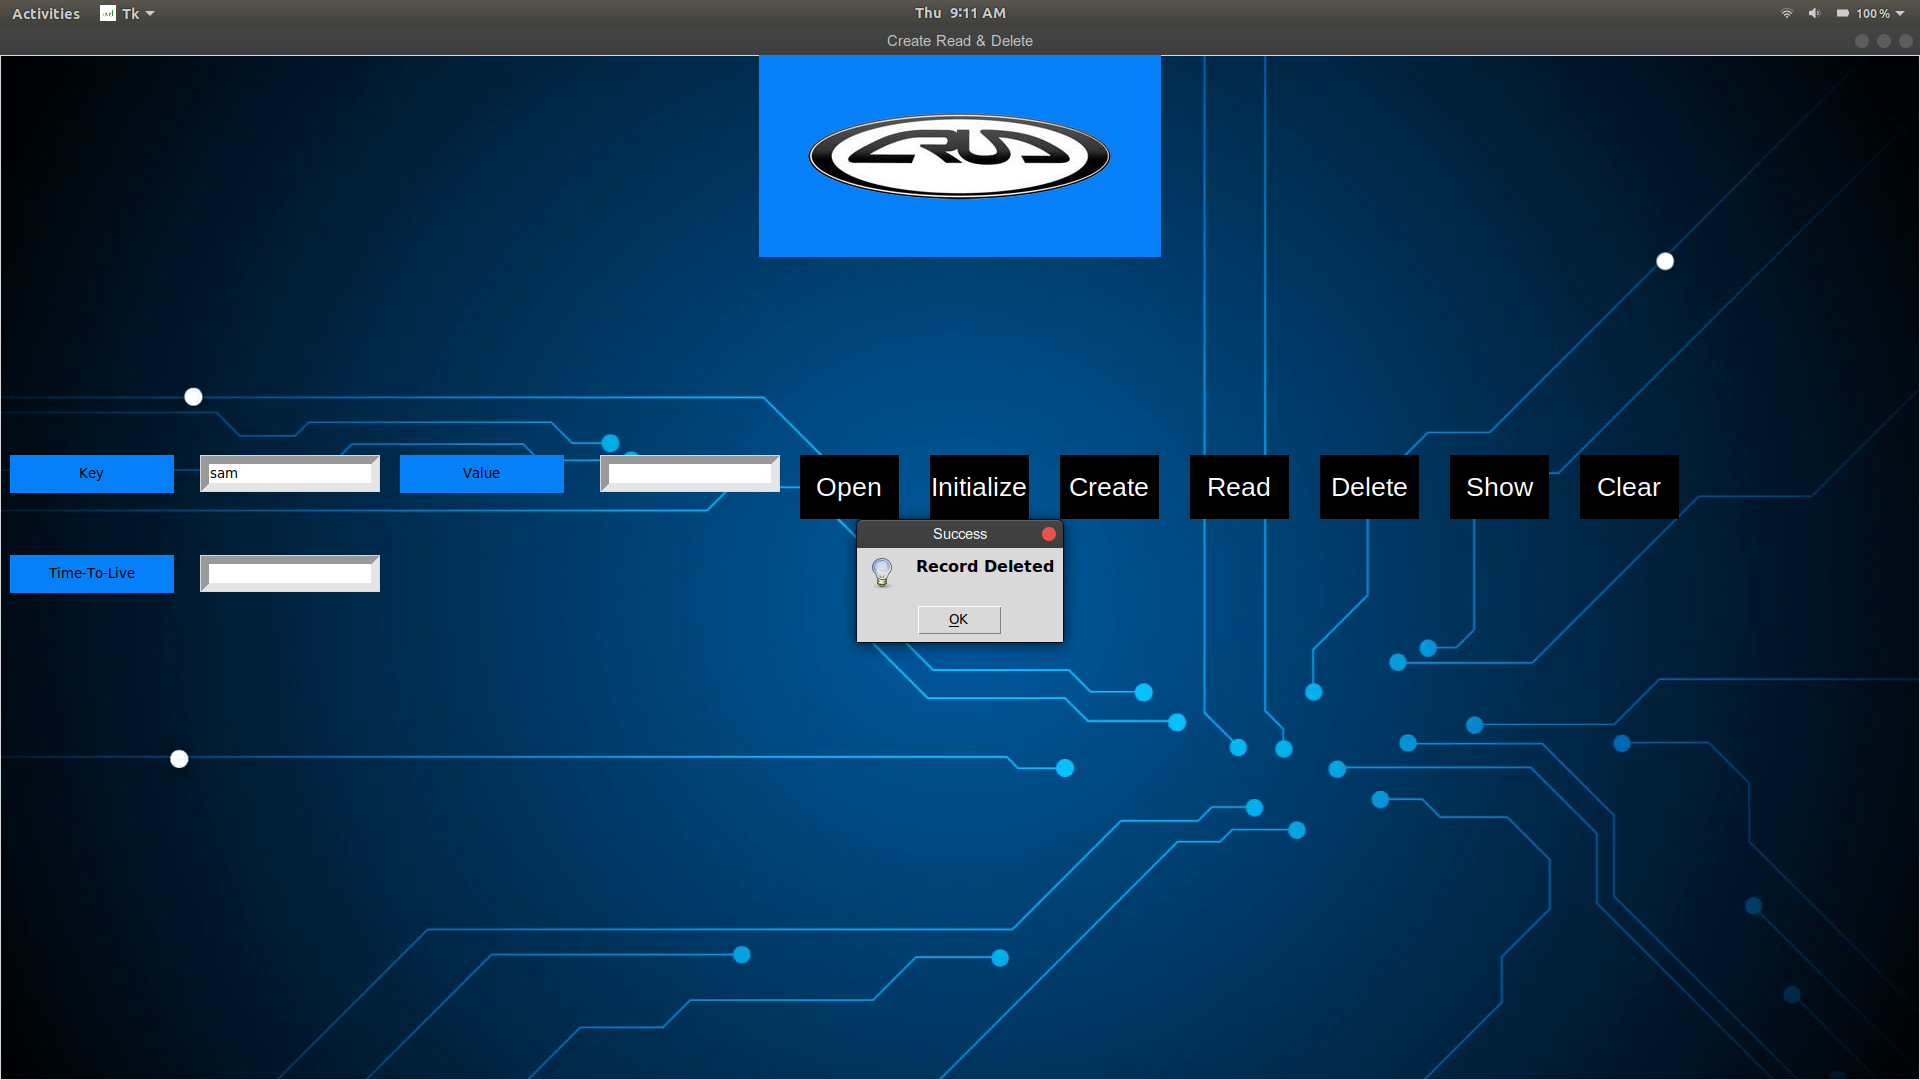 Activities Tk Thu 9:11 AM 100 %
Create Read & Delete
CRUD
Key sam Value Open Initialize Create Read Delete Show Clear
Success
Record Deleted
OK
Time-To-Live